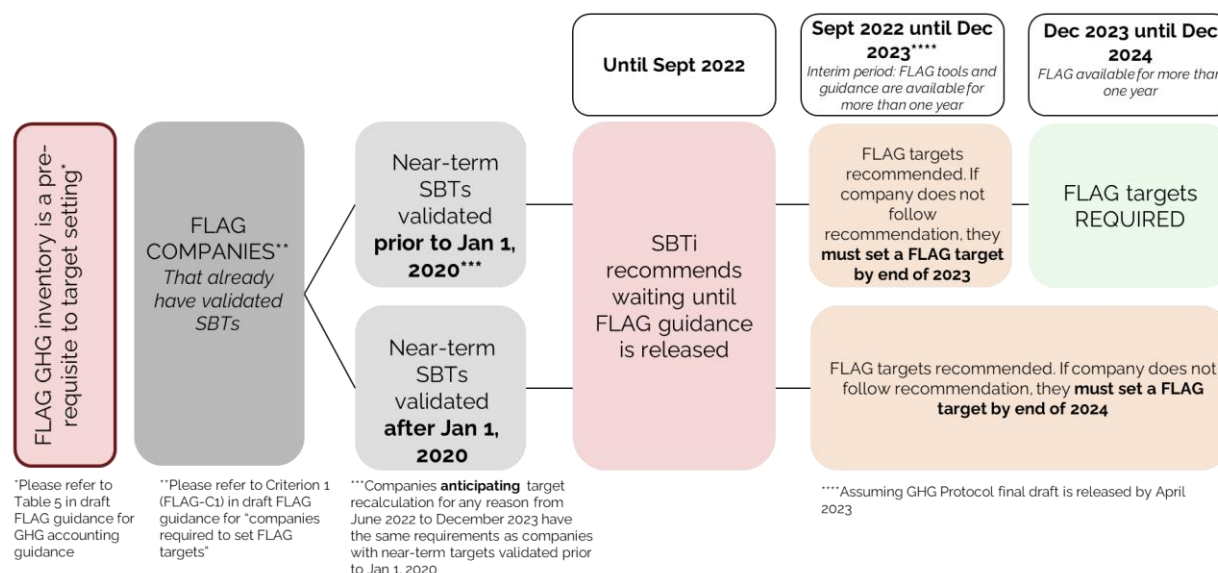 Until Sept 2022
Sept 2022 until Dec
2023****
Interim period: FLAG tools and
guidance are available for
more than one year
Dec 2023 until Dec
2024
FLAG available for more than
one year
FLAG GHG inventory is a pre-
requisite to target setting*
FLAG
COMPANIES**
That already
have validated
SBTs
Near-term
SBTs
validated
prior to Jan 1,
2020***
Near-term
SBTs
validated
after Jan 1,
2020
SBTi
recommends
waiting until
FLAG guidance
is released
FLAG targets
recommended. If
company does not
follow
recommendation, they
must set a FLAG target
by end of 2023
FLAG targets
REQUIRED
FLAG targets recommended. If company does not
follow recommendation, they must set a FLAG
target by end of 2024
*Please refer to
Table 5 in draft
FLAG guidance for
GHG accounting
guidance
**Please refer to Criterion 1
(FLAG-C1) in draft FLAG
guidance for "companies
required to set FLAG
targets"
***Companies anticipating target
recalculation for any reason from
June 2022 to December 2023 have
the same requirements as companies
with near-term targets validated prior
to Jan 1, 2020
****Assuming GHG Protocol final draft is released by April
2023